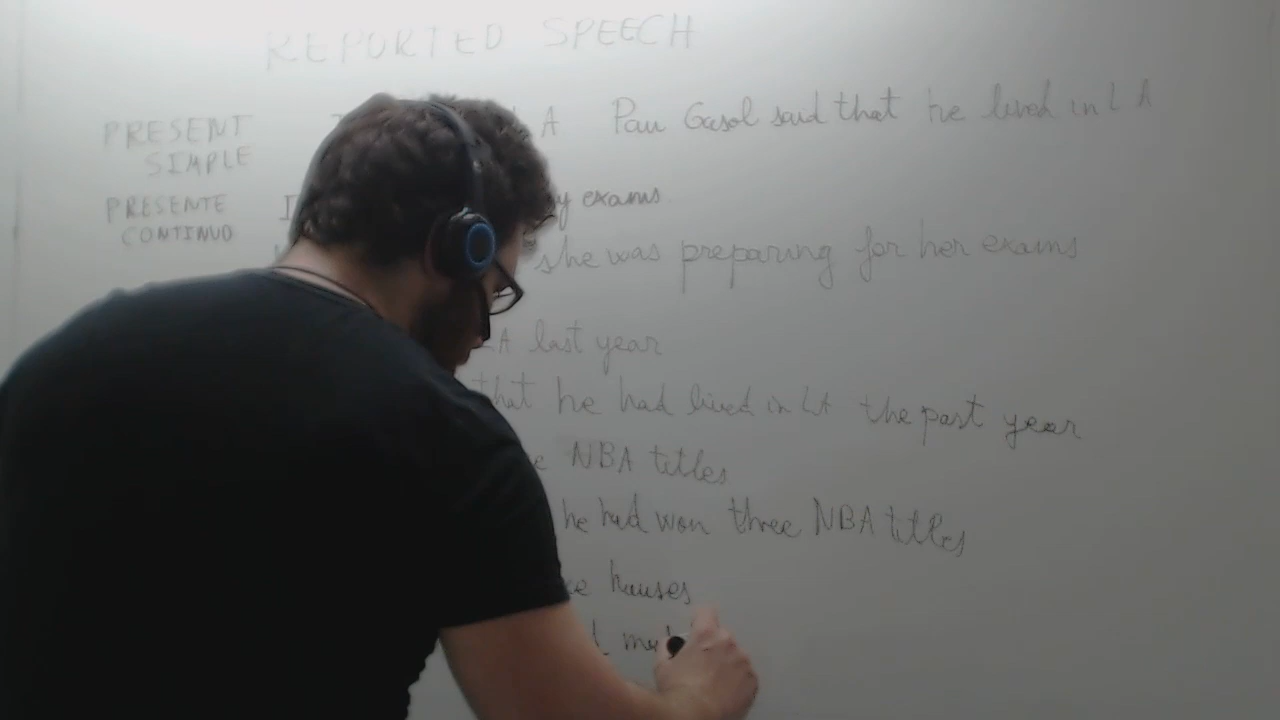 REPORTED SPEECH
PRESENT A Pau Gasol said that he lived in L A
SIMPLE
PRESENTE I y exams
CONTINUO she was preparing for her exams
LA last year
that he had lived in LA the past year
NBA titles
he had won three NBA titles
houses